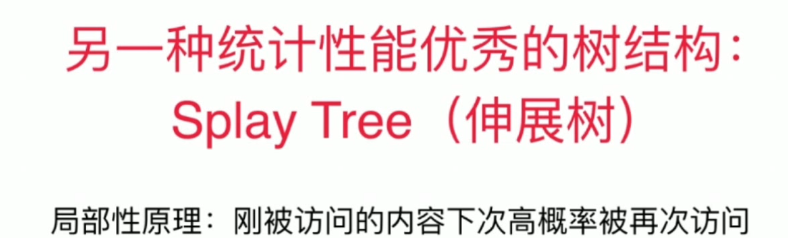 另一种统计性能优秀的树结构：
Splay Tree（伸展树）
局部性原理：刚被访问的内容下次高概率被再次访问